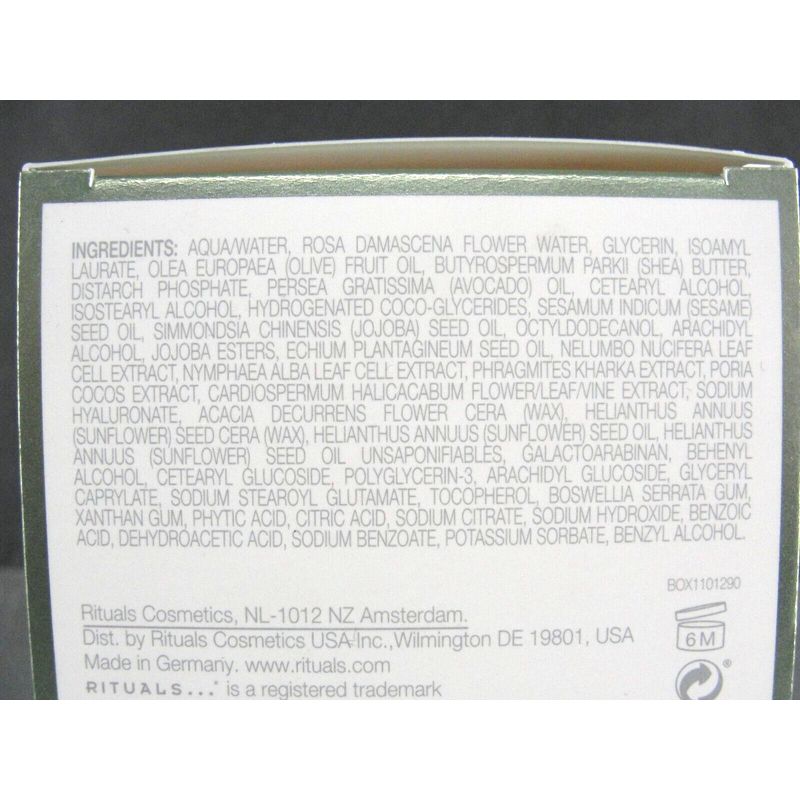 INGREDIENTS: AQUA/WATER, ROSA DAMASCENA FLOWER WATER, GLYCERIN, ISOAMYL
LAURATE, OLEA EUROPAEA (OLIVE) FRUIT OIL, BUTYROSPERMUM PARKII (SHEA) BUTTER,
DISTARCH PHOSPHATE, PERSEA GRATISSIMA (AVOCADO) OIL, CETEARYL ALCOHOL,
ISOSTEARYL ALCOHOL, HYDROGENATED COCO-GLYCERIDES, SESAMUM INDICUM (SESAME)
SEED OIL, SIMMONDSIA CHINENSIS (JOJOBA) SEED OIL, OCTYLDODECANOL, ARACHIDYL
ALCOHOL, JOJOBA ESTERS, ECHIUM PLANTAGINEUM SEED OIL, NELUMBO NUCIFERA LEAF
CELL EXTRACT, NYMPHAEA ALBA LEAF CELL EXTRACT, PHRAGMITES KHARKA EXTRACT, PORIA
COCOS EXTRACT, CARDIOSPERMUM HALICACABUM FLOWER/LEAF/VINE EXTRACT, SODIUM
HYALURONATE, ACACIA DECURRENS FLOWER CERA (WAX), HELIANTHUS ANNUUS
(SUNFLOWER) SEED CERA (WAX), HELIANTHUS ANNUUS (SUNFLOWER) SEED OIL, HELIANTHUS
ANNUUS (SUNFLOWER) SEED OIL UNSAPONIFIABLES, GALACTOARABINAN, BEHENYL
ALCOHOL, CETEARYL GLUCOSIDE, POLYGLYCERIN-3, ARACHIDYL GLUCOSIDE, GLYCERYL
CAPRYLATE, SODIUM STEAROYL GLUTAMATE, TOCOPHEROL, BOSWELLIA SERRATA GUM,
XANTHAN GUM, PHYTIC ACID, CITRIC ACID, SODIUM CITRATE, SODIUM HYDROXIDE, BENZOIC
ACID, DEHYDROACETIC ACID, SODIUM BENZOATE, POTASSIUM SORBATE, BENZYL ALCOHOL.
BOX1101290
Rituals Cosmetics, NL-1012 NZ Amsterdam.
Dist. by Rituals Cosmetics USA Inc., Wilmington DE 19801, USA
6M
Made in Germany. www.rituals.com
RITUALS...® is a registered trademark
®